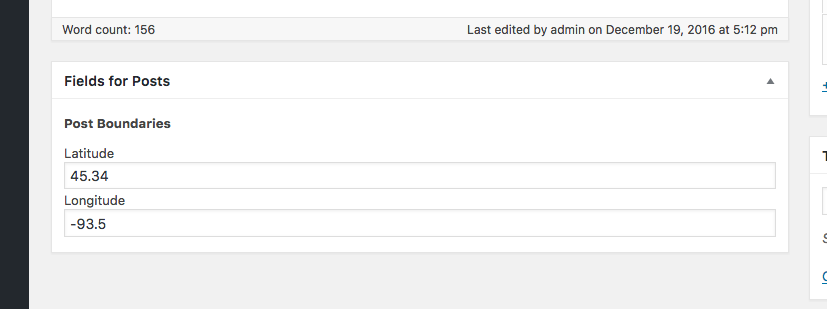 Word count: 156
Last edited by admin on December 19, 2016 at 5:12 pm
Fields for Posts
Post Boundaries
Latitude
45.34
Longitude
-93.5